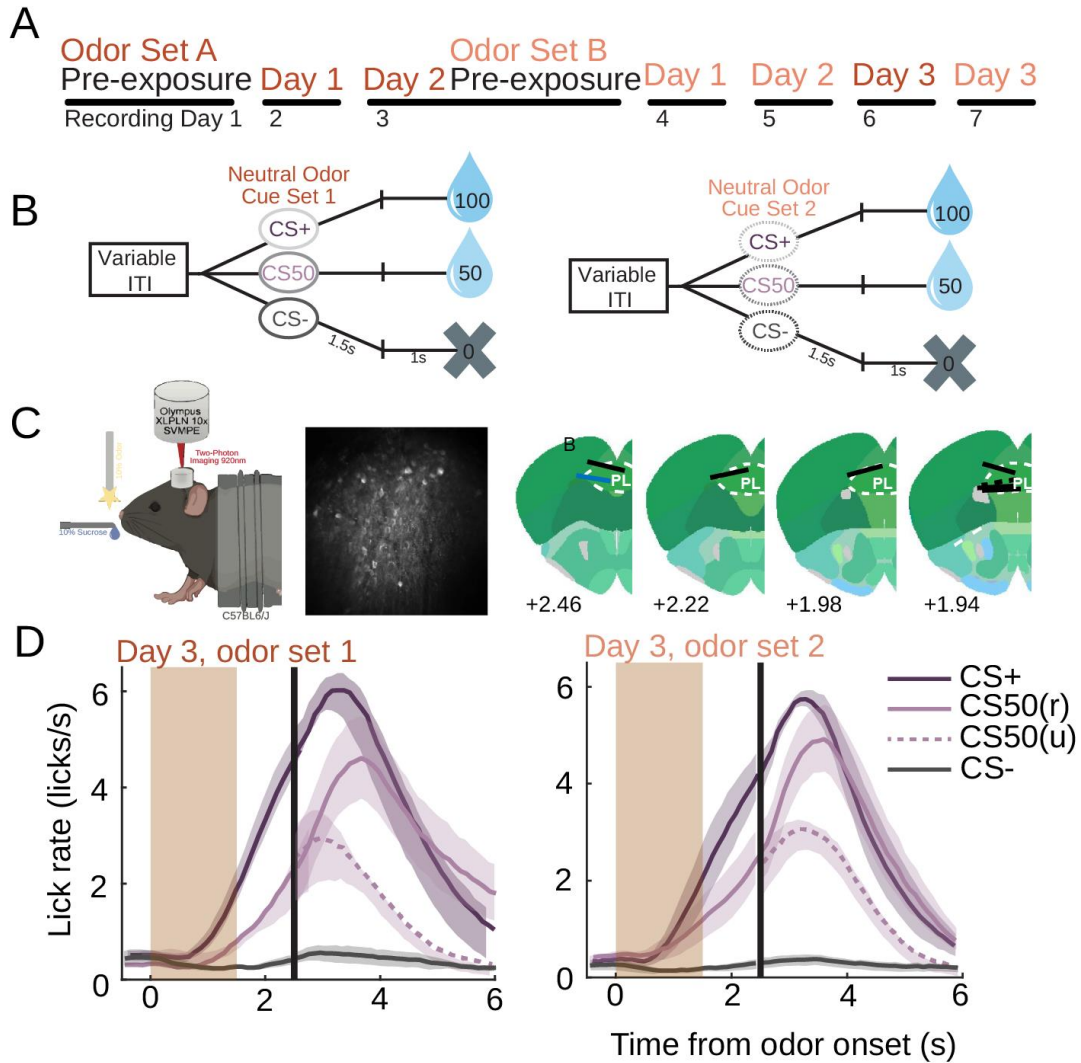 A
Odor Set A
Pre-exposure
Day 1
Day 2
Odor Set B
Pre-exposure
Day 1
Day 2
Day 3
Day 3
Recording Day 1
2
3
4
5
6
7
B
Neutral Odor
Cue Set 1
Variable
ITI
CS+
CS50
CS-
1.5s
1s
100
50
0
Neutral Odor
Cue Set 2
Variable
ITI
CS+
CS50
CS-
1.5s
1s
100
50
0
C
Olympus
XLPLN 10x
SVMPE
Two-Photon
Imaging 920nm
10% Odor
10% Sucrose
C57BL6/J
B
PL
+2.46
PL
+2.22
PL
+1.98
PL
+1.94
D
Day 3, odor set 1
Day 3, odor set 2
Lick rate (licks/s)
6
4
2
0
0
2
4
6
6
4
2
0
0
2
4
6
CS+
CS50(r)
CS50(u)
CS-
Time from odor onset (s)